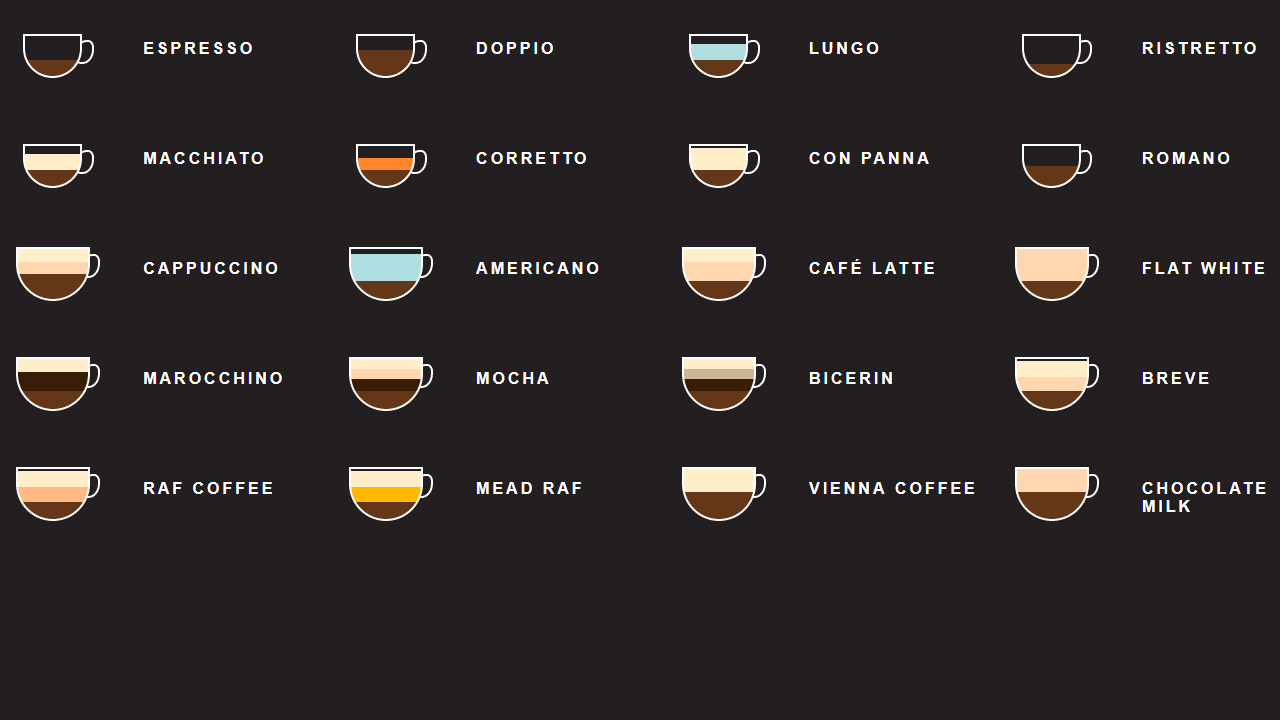 ESPRESSO
DOPPIO
LUNGO
RISTRETTO
MACCHIATO
CORRETTO
CON PANNA
ROMANO
CAPPUCCINO
AMERICANO
CAFÉ LATTE
FLAT WHITE
MAROCCHINO
MOCHA
BICERIN
BREVE
RAF COFFEE
MEAD RAF
VIENNA COFFEE
CHOCOLATE
MILK